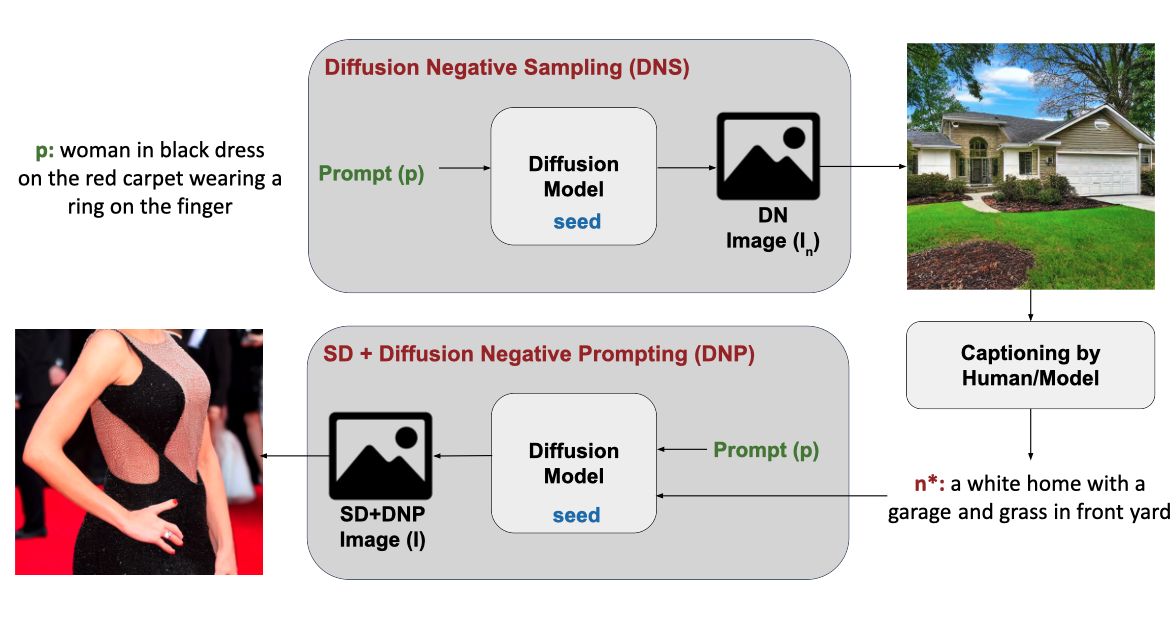 Diffusion Negative Sampling (DNS)
p: woman in black dress
on the red carpet wearing a
ring on the finger
Prompt (p)
Diffusion
Model
seed
DN
Image (In)
Captioning by
Human/Model
n*: a white home with a
garage and grass in front yard
SD + Diffusion Negative Prompting (DNP)
Prompt (p)
Diffusion
Model
seed
SD+DNP
Image (I)